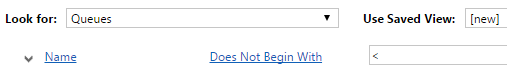 Look for: Queues Use Saved View: [new]
Name Does Not Begin With <